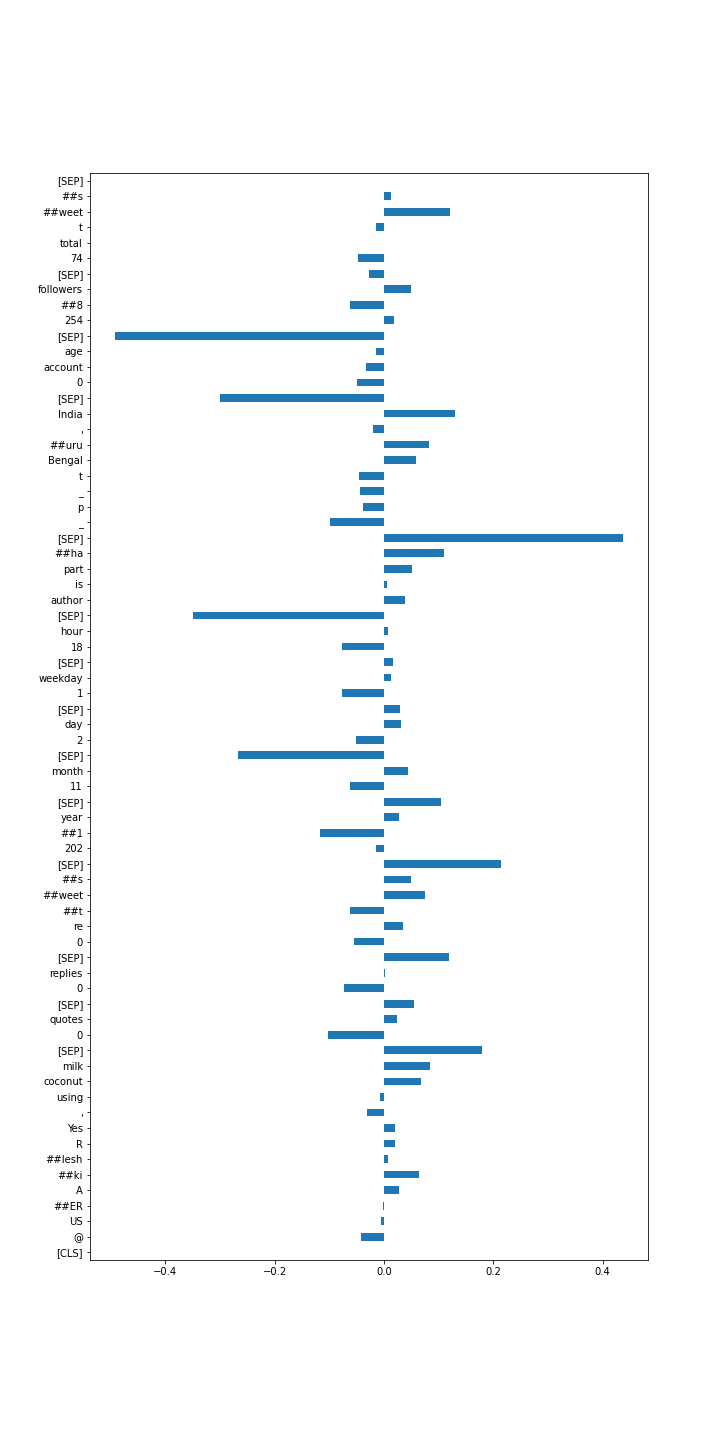 [SEP]
##s
##weet
t
total
74
[SEP]
followers
##8
254
[SEP]
age
account
0
[SEP]
India
,
##uru
Bengal
t
_
p
_
[SEP]
##ha
part
is
author
[SEP]
hour
18
[SEP]
weekday
1
[SEP]
day
2
[SEP]
month
11
[SEP]
year
##1
202
[SEP]
##s
##weet
##t
re
0
[SEP]
replies
0
[SEP]
quotes
0
[SEP]
milk
coconut
using
,
Yes
R
##lesh
##ki
A
##ER
US
@
[CLS]
−0.4 −0.2 0.0 0.2 0.4